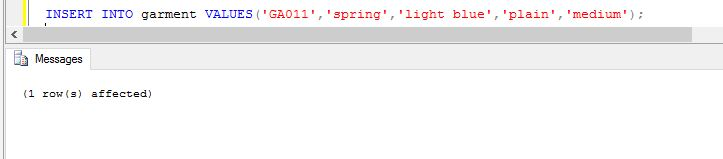 INSERT INTO garment VALUES('GA011','spring','light blue','plain','medium');
Messages
(1 row(s) affected)